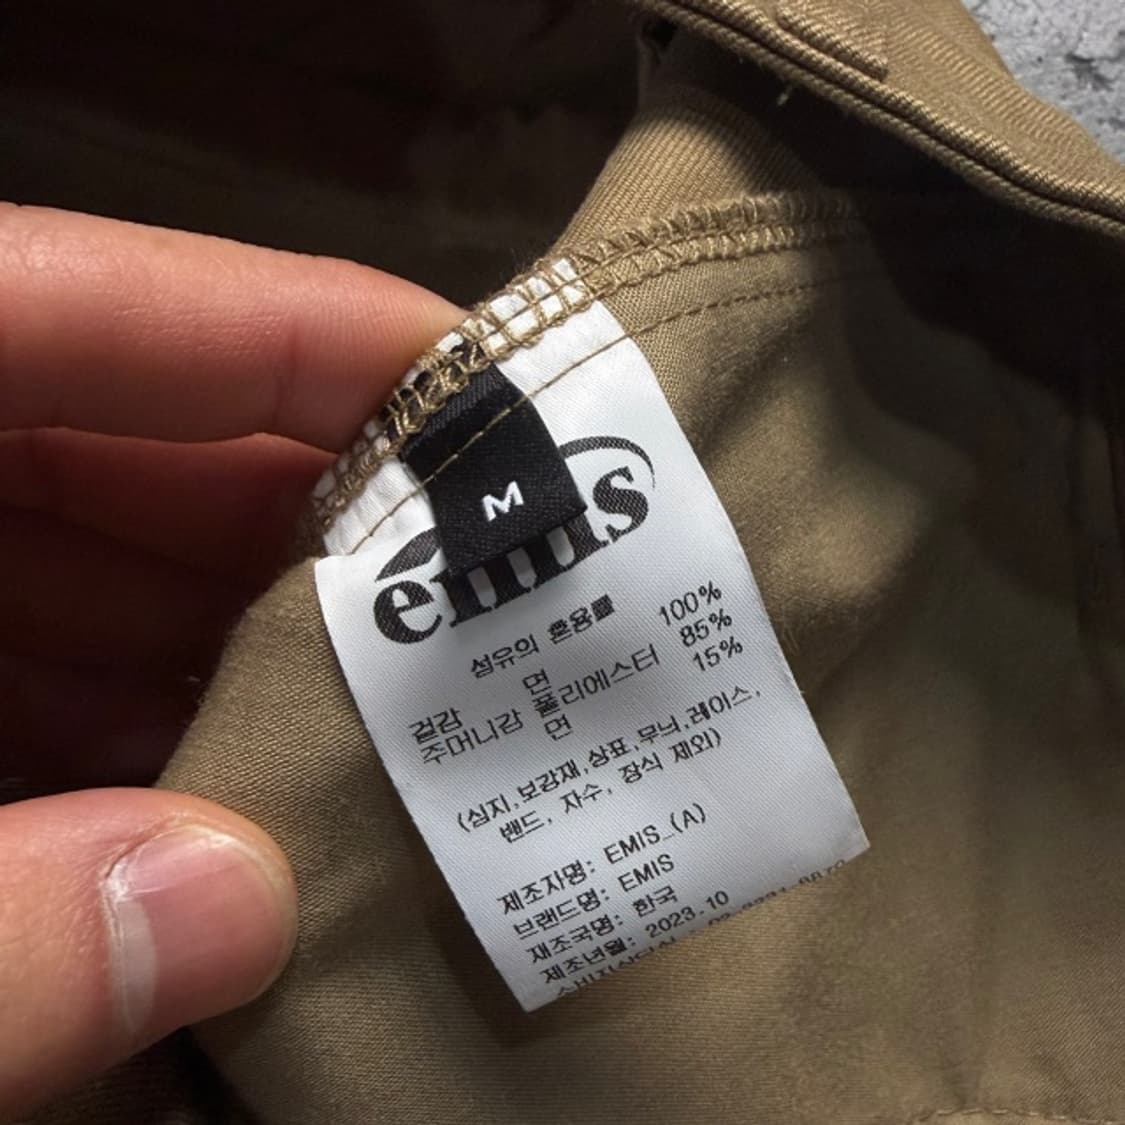 M
emis
섬유의 혼용률
겉감 면 100%
주머니감 폴리에스터 85%
면 15%
(심지,보강재,상표,무늬,레이스,
밴드, 자수, 장식 제외)
제조자명: EMIS_(A)
브랜드명: EMIS
재조국명: 한국
제조년월: 2023.10